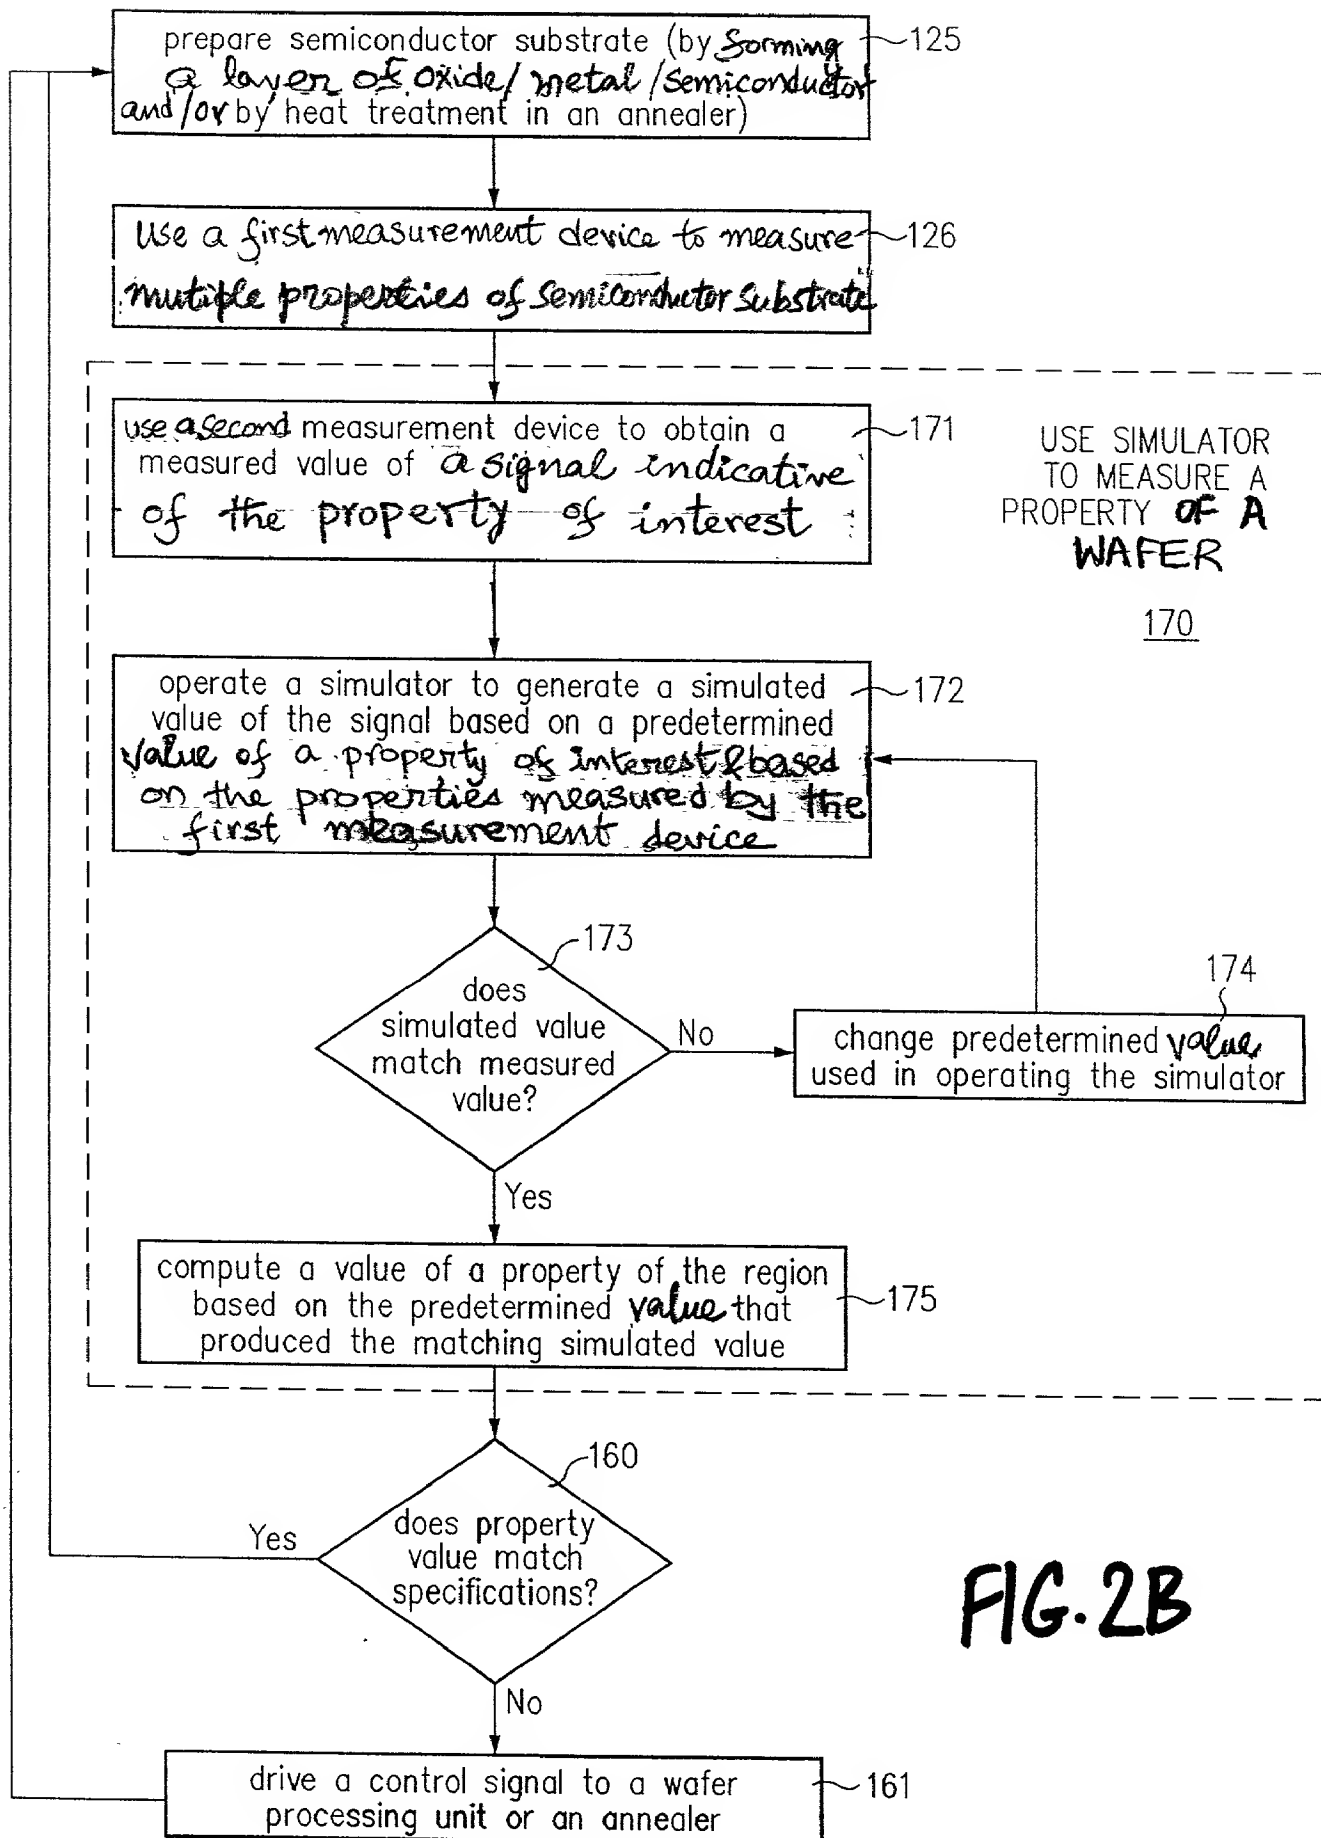 prepare semiconductor substrate (by forming
a layer of oxide/metal/semiconductor
and/or by heat treatment in an annealer)
125
Use a first measurement device to measure
mutiple properties of semiconductor substrate
126
use a second measurement device to obtain a
measured value of a signal indicative
of the property of interest
171
USE SIMULATOR
TO MEASURE A
PROPERTY OF A
WAFER
170
operate a simulator to generate a simulated
value of the signal based on a predetermined
value of a property of interest & based
on the properties measured by the
first measurement device
172
173
does
simulated value
match measured
value?
No
174
change predetermined value
used in operating the simulator
Yes
compute a value of a property of the region
based on the predetermined value that
produced the matching simulated value
175
160
does property
value match
specifications?
Yes
No
drive a control signal to a wafer
processing unit or an annealer
161
FIG.2B